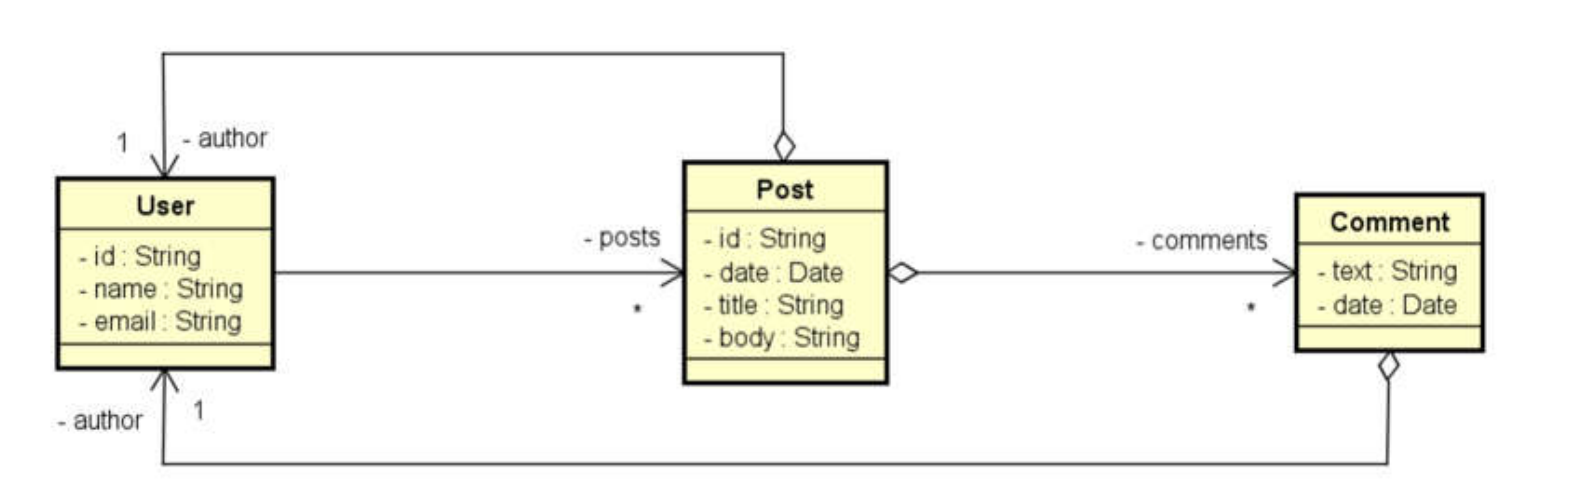 1
- author
User
- id : String
- name : String
- email : String
- author
1
- posts
*
Post
- id : String
- date : Date
- title : String
- body : String
- comments
*
Comment
- text : String
- date : Date